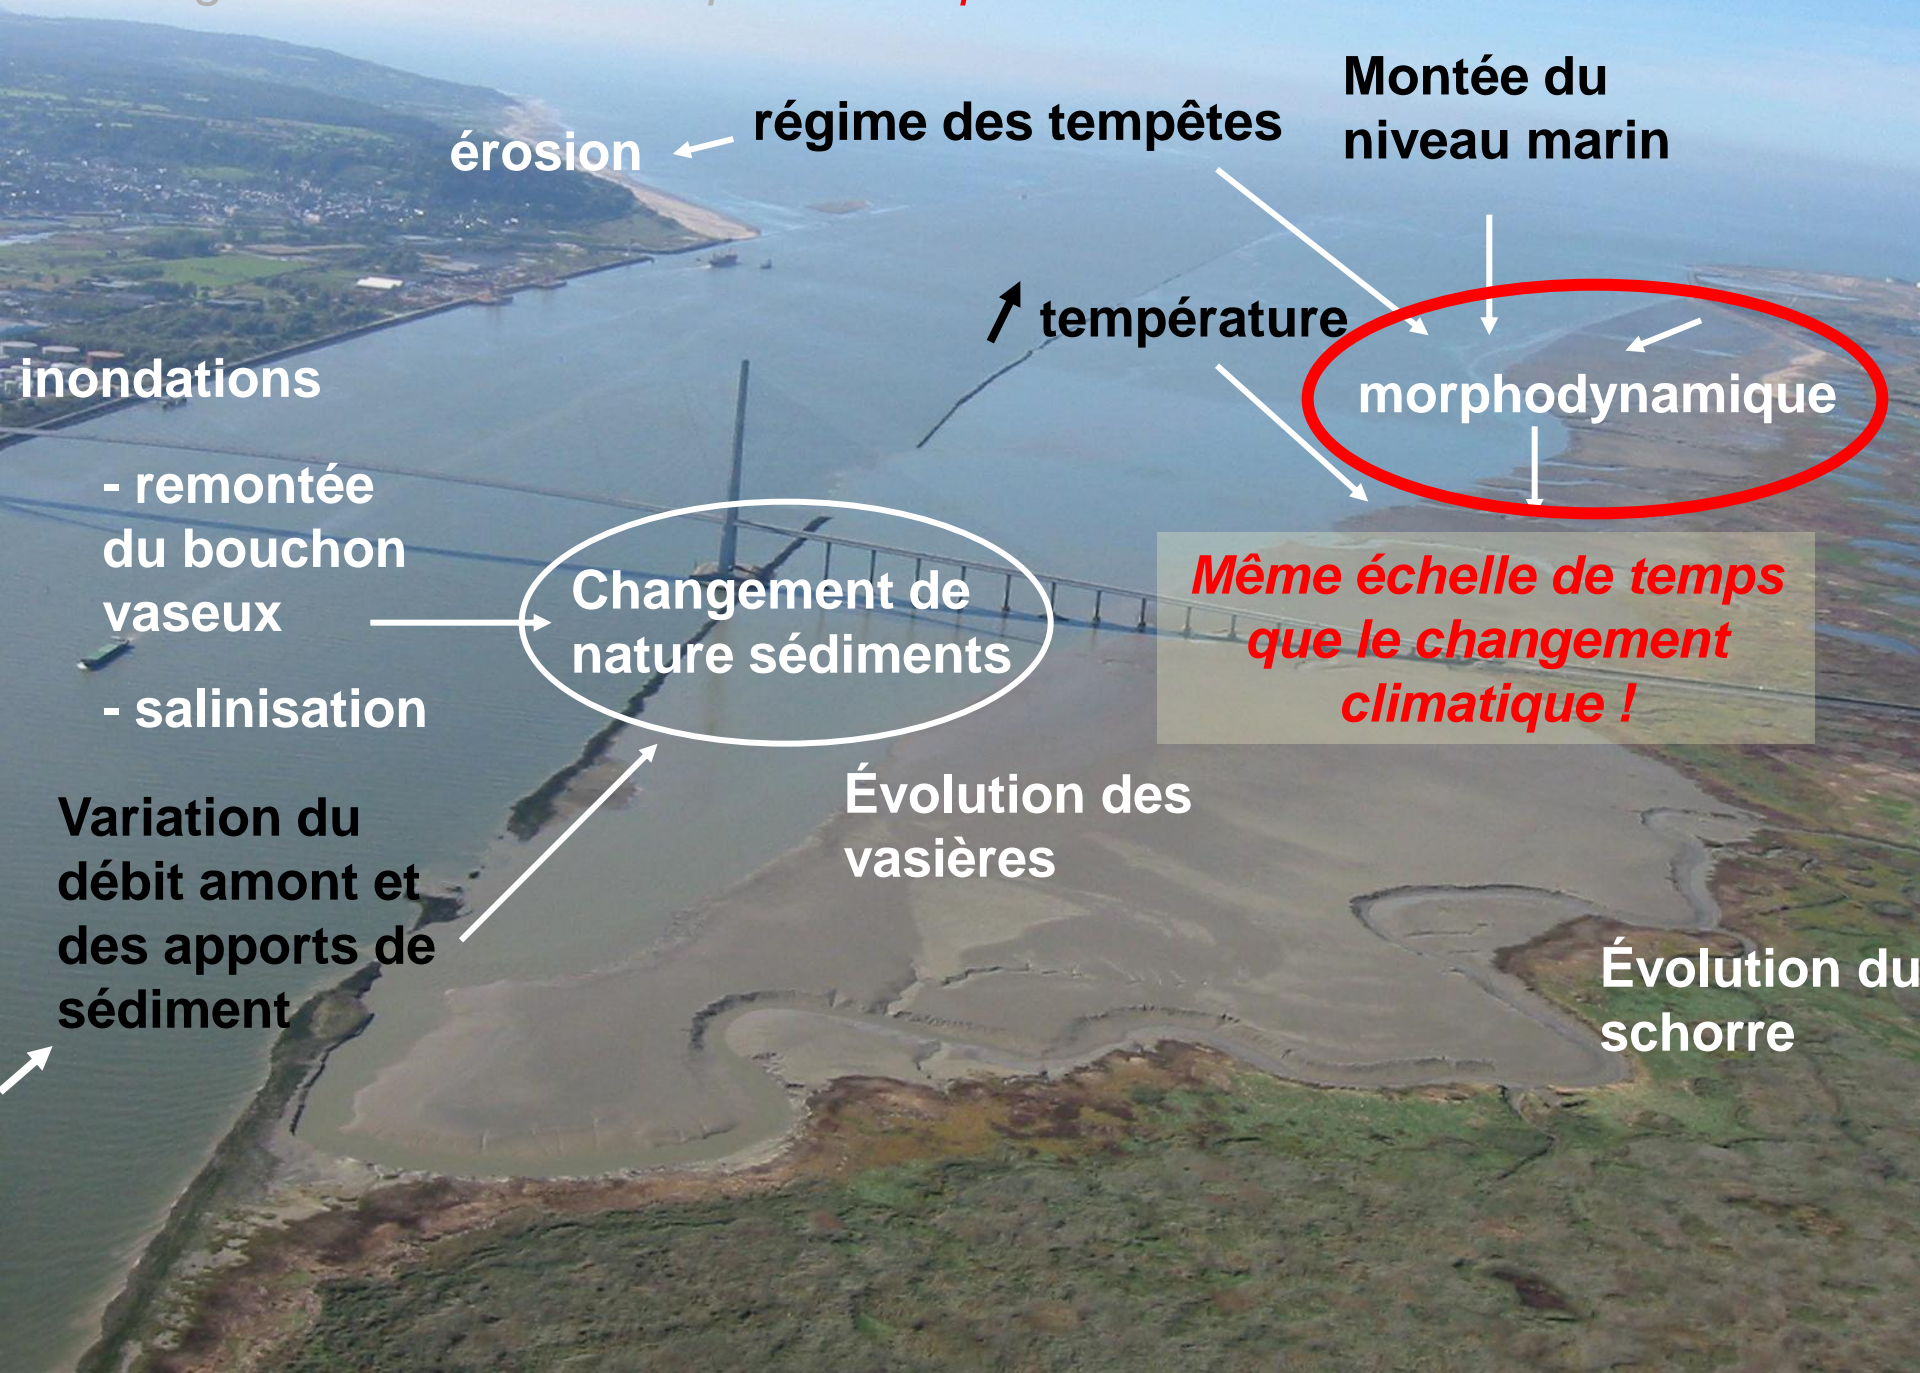 régime des tempêtes
Montée du
niveau marin
érosion
température
inondations
morphodynamique
- remontée
du bouchon
vaseux
- salinisation
Changement de
nature sédiments
Même échelle de temps
que le changement
climatique !
Évolution des
vasières
Variation du
débit amont et
des apports de
sédiment
Évolution du
schorre